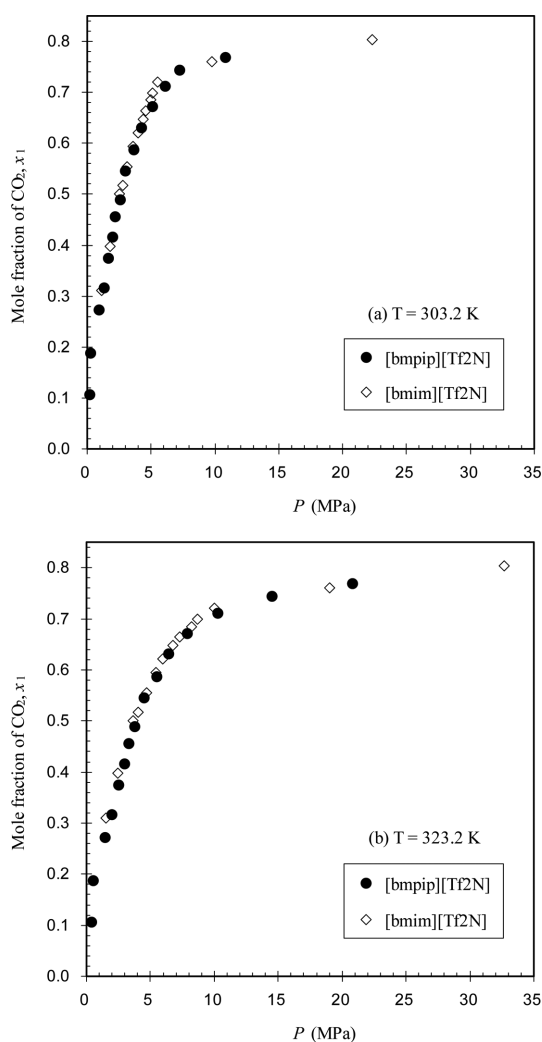 0.8
0.7
0.6
0.5
0.4
0.3
0.2
0.1
0.0
Mole fraction of CO₂, x₁
(a) T = 303.2 K
[bmpip][Tf2N]
[bmim][Tf2N]
0 5 10 15 20 25 30 35
P (MPa)
0.8
0.7
0.6
0.5
0.4
0.3
0.2
0.1
0.0
Mole fraction of CO₂, x₁
(b) T = 323.2 K
[bmpip][Tf2N]
[bmim][Tf2N]
0 5 10 15 20 25 30 35
P (MPa)